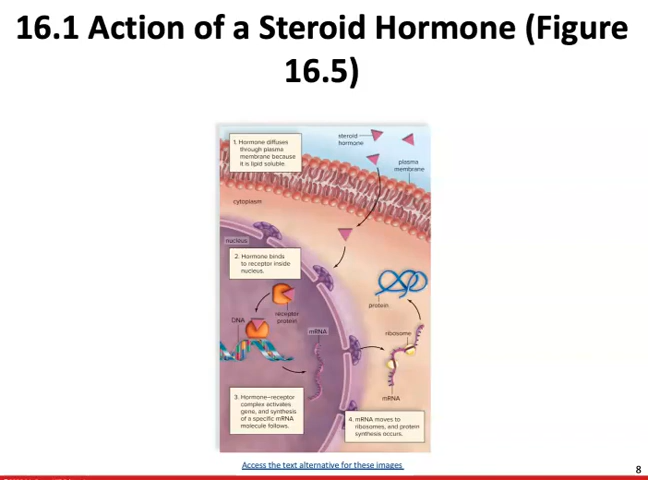 16.1 Action of a Steroid Hormone (Figure
16.5)
1. Hormone diffuses
through plasma
membrane because
it is lipid soluble.
steroid
hormone
plasma
membrane
cytoplasm
nucleus
2. Hormone binds
to receptor inside
nucleus.
receptor
protein
DNA
mRNA
protein
ribosome
mRNA
3. Hormone–receptor
complex activates
gene, and synthesis
of a specific mRNA
molecule follows.
4. mRNA moves to
ribosomes, and protein
synthesis occurs.
Access the text alternative for these images
8